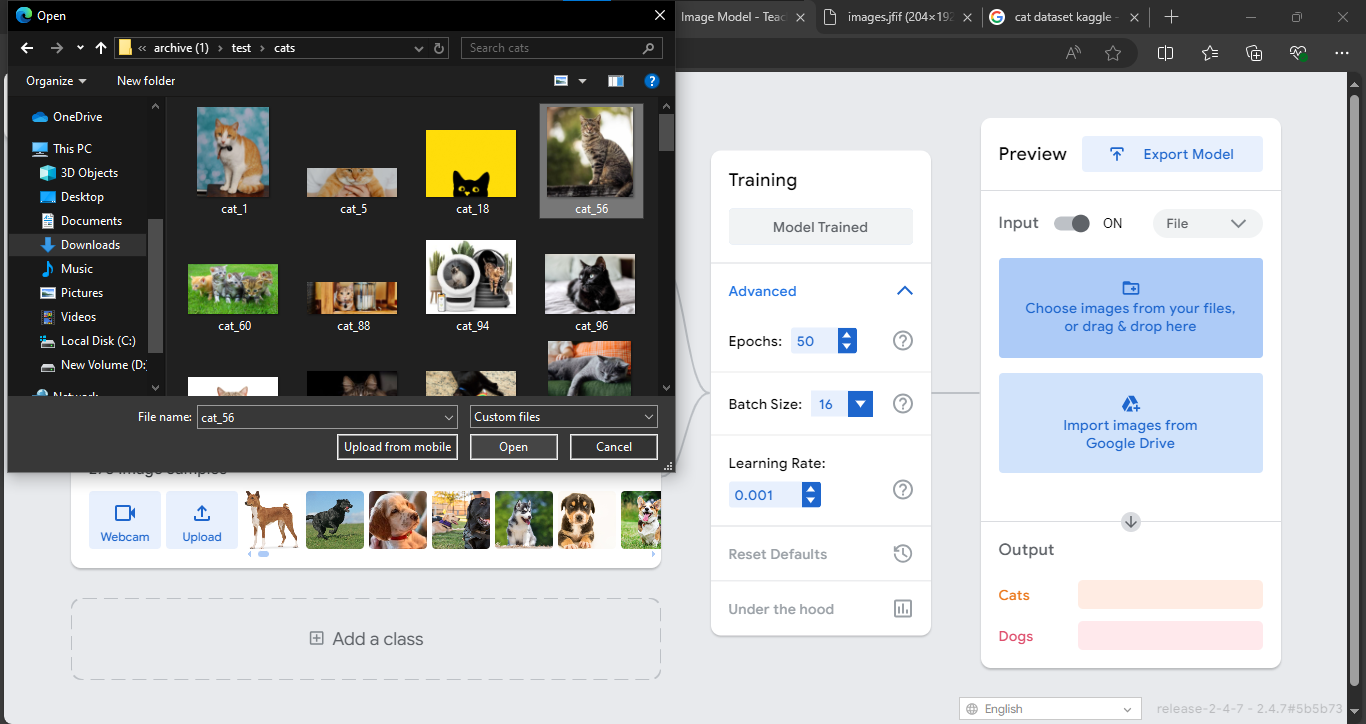 Open
Image Model - Teac
images.jfif (204×192
cat dataset kaggle -
archive (1) › test › cats
Search cats
Organize
New folder
OneDrive
This PC
3D Objects
Desktop
Documents
Downloads
Music
Pictures
Videos
Local Disk (C:)
New Volume (D:
Network
cat_1
cat_5
cat_18
cat_56
cat_60
cat_88
cat_94
cat_96
File name:
cat_56
Custom files
Upload from mobile
Open
Cancel
Image Samples
Webcam
Upload
Add a class
Training
Model Trained
Advanced
Epochs:
50
Batch Size:
16
Learning Rate:
0.001
Reset Defaults
Under the hood
Preview
Export Model
Input
ON
File
Choose images from your files,
or drag & drop here
Import images from
Google Drive
Output
Cats
Dogs
English
release-2-4-7 - 2.4.7#5b5b73